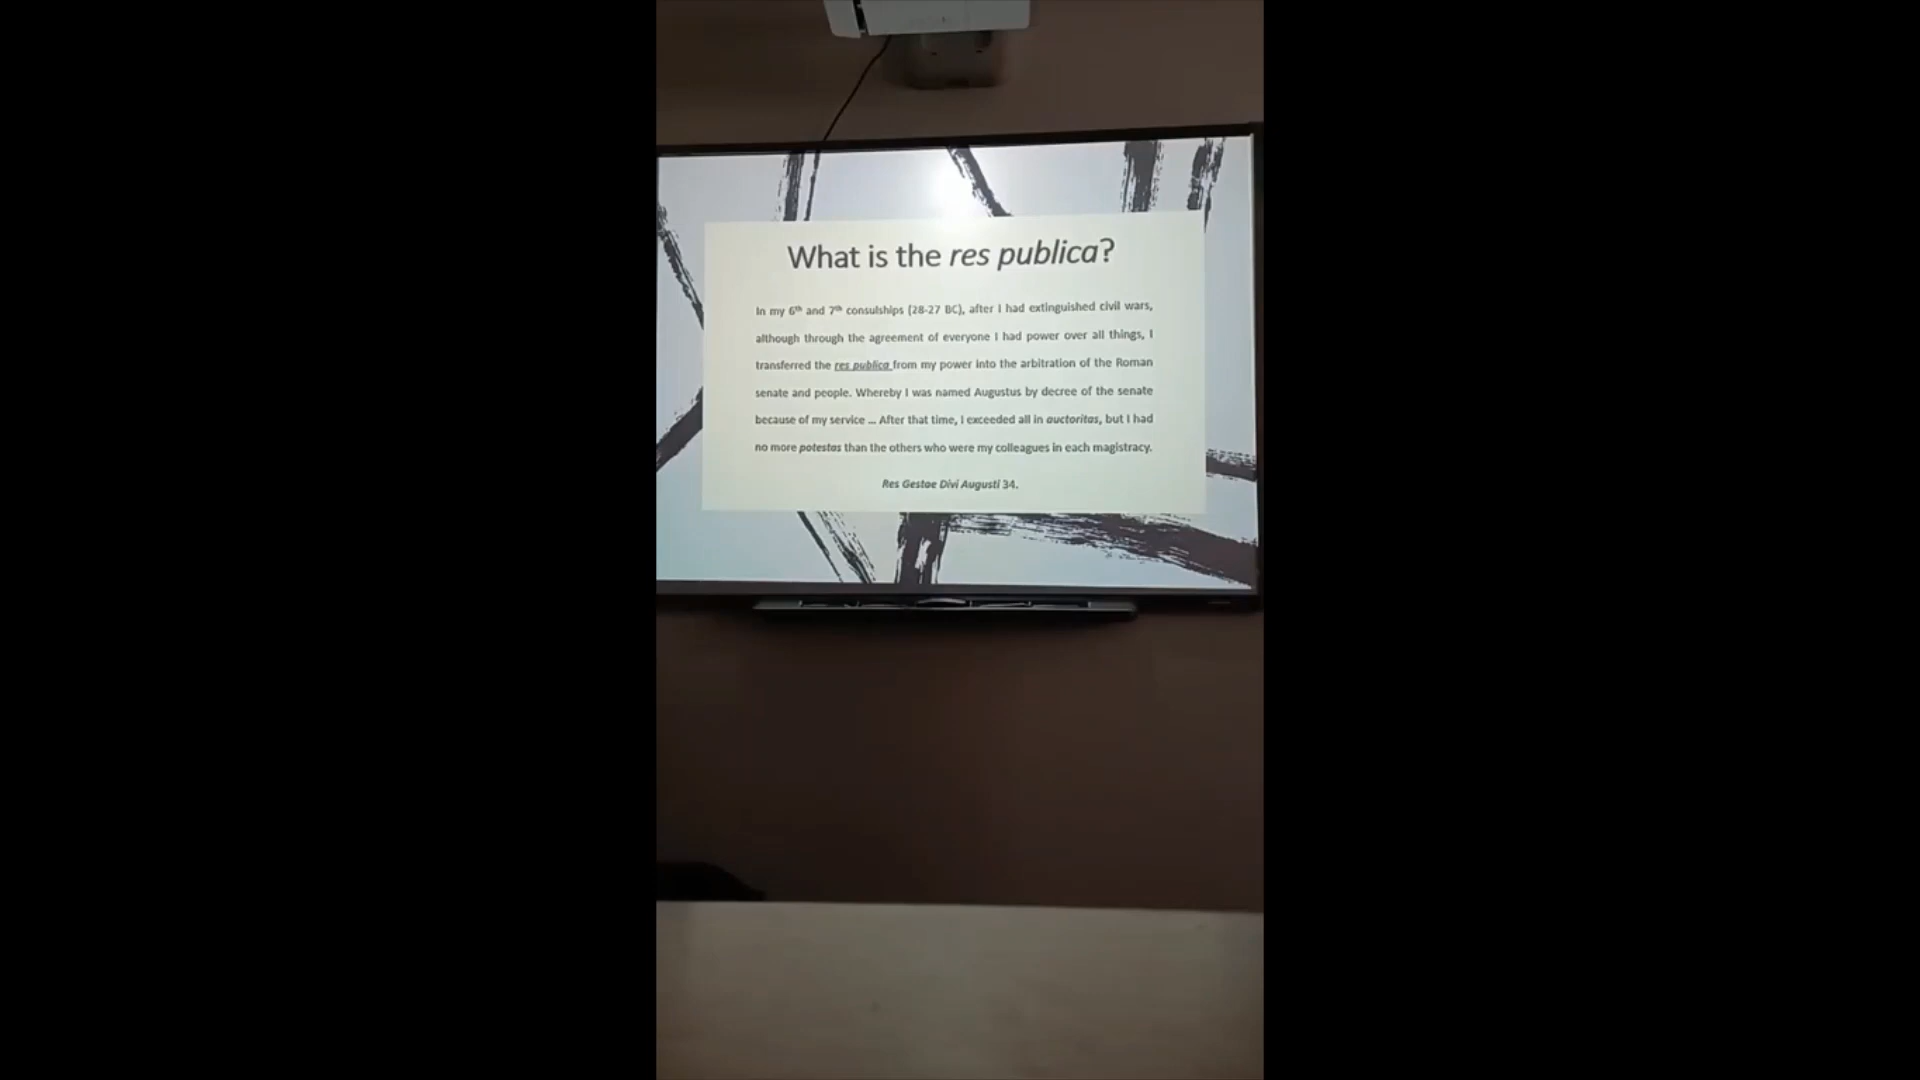 What is the res publica?
In my 6th and 7th consulships (28-27 BC), after I had extinguished civil wars,
although through the agreement of everyone I had power over all things, I
transferred the res publica from my power into the arbitration of the Roman
senate and people. Whereby I was named Augustus by decree of the senate
because of my service ... After that time, I exceeded all in auctoritas, but I had
no more potestas than the others who were my colleagues in each magistracy.
Res Gestae Divi Augusti 34.